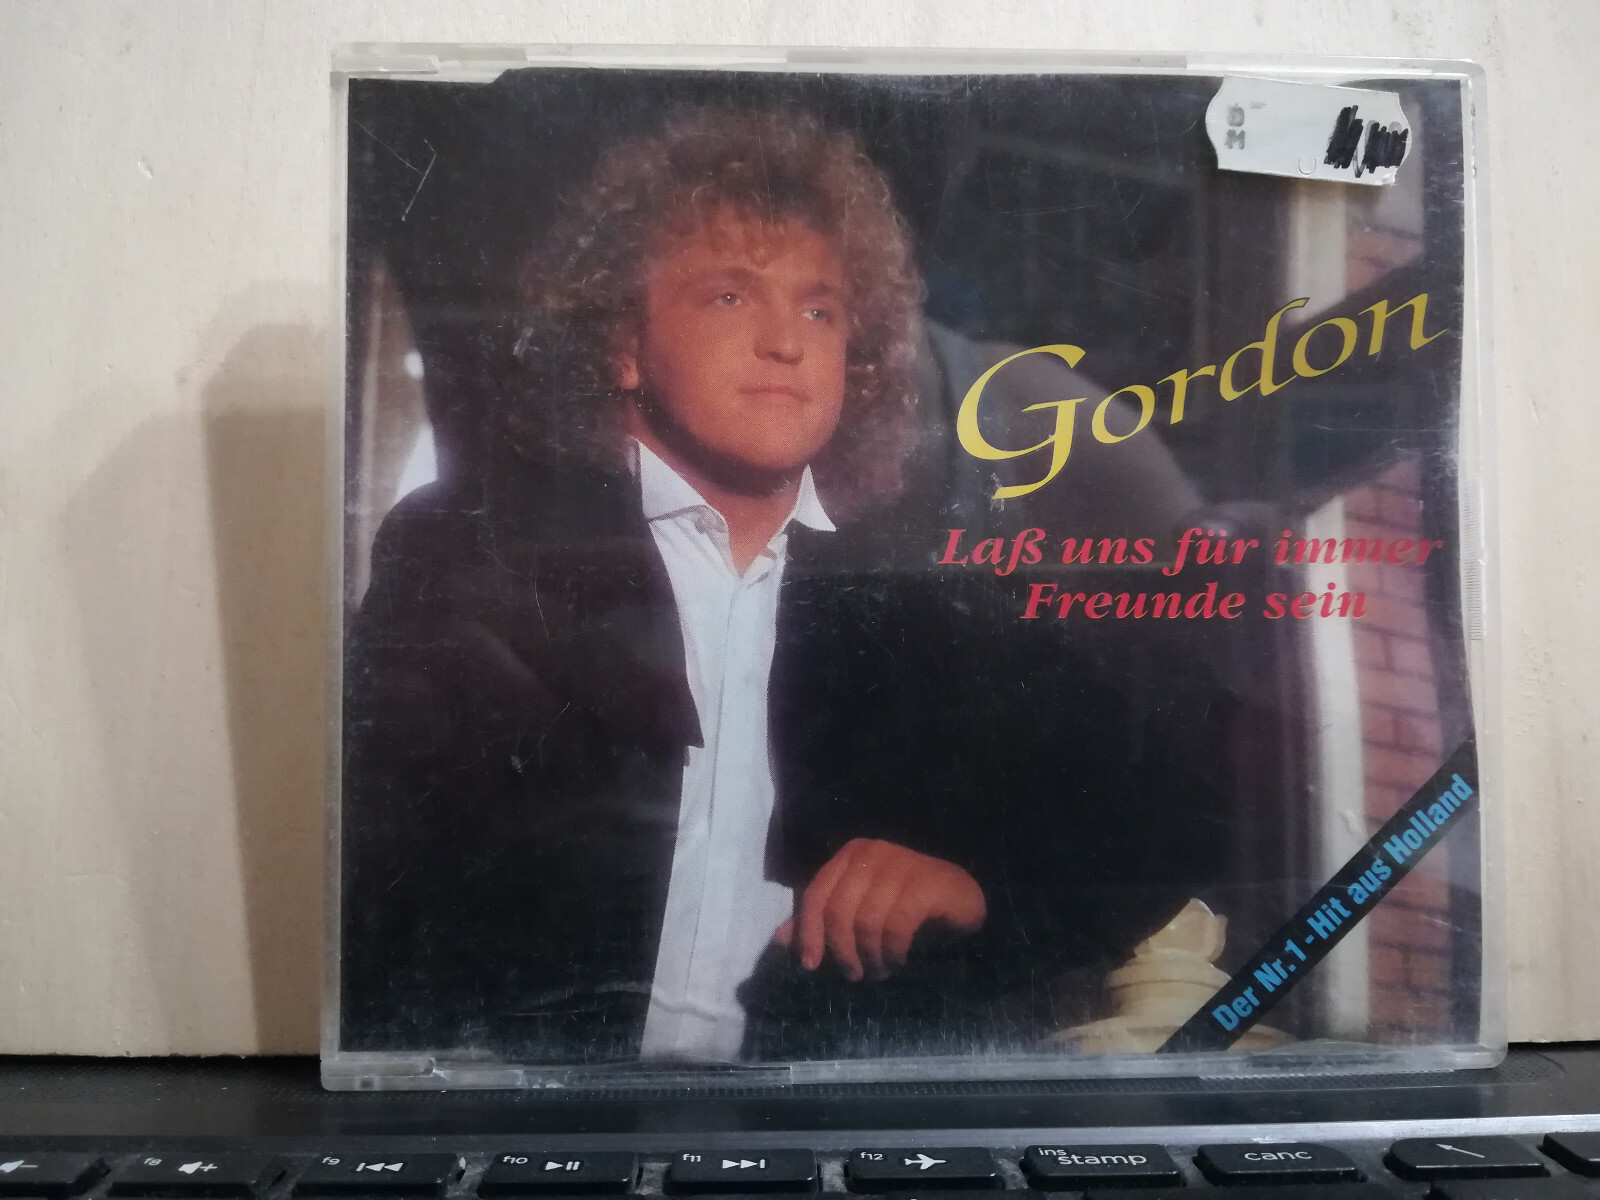 Gordon
Laß uns für immer
Freunde sein
Der Nr. 1 - Hit aus Holland
f8
f9
f10
f11
f12
ins
stamp
canc